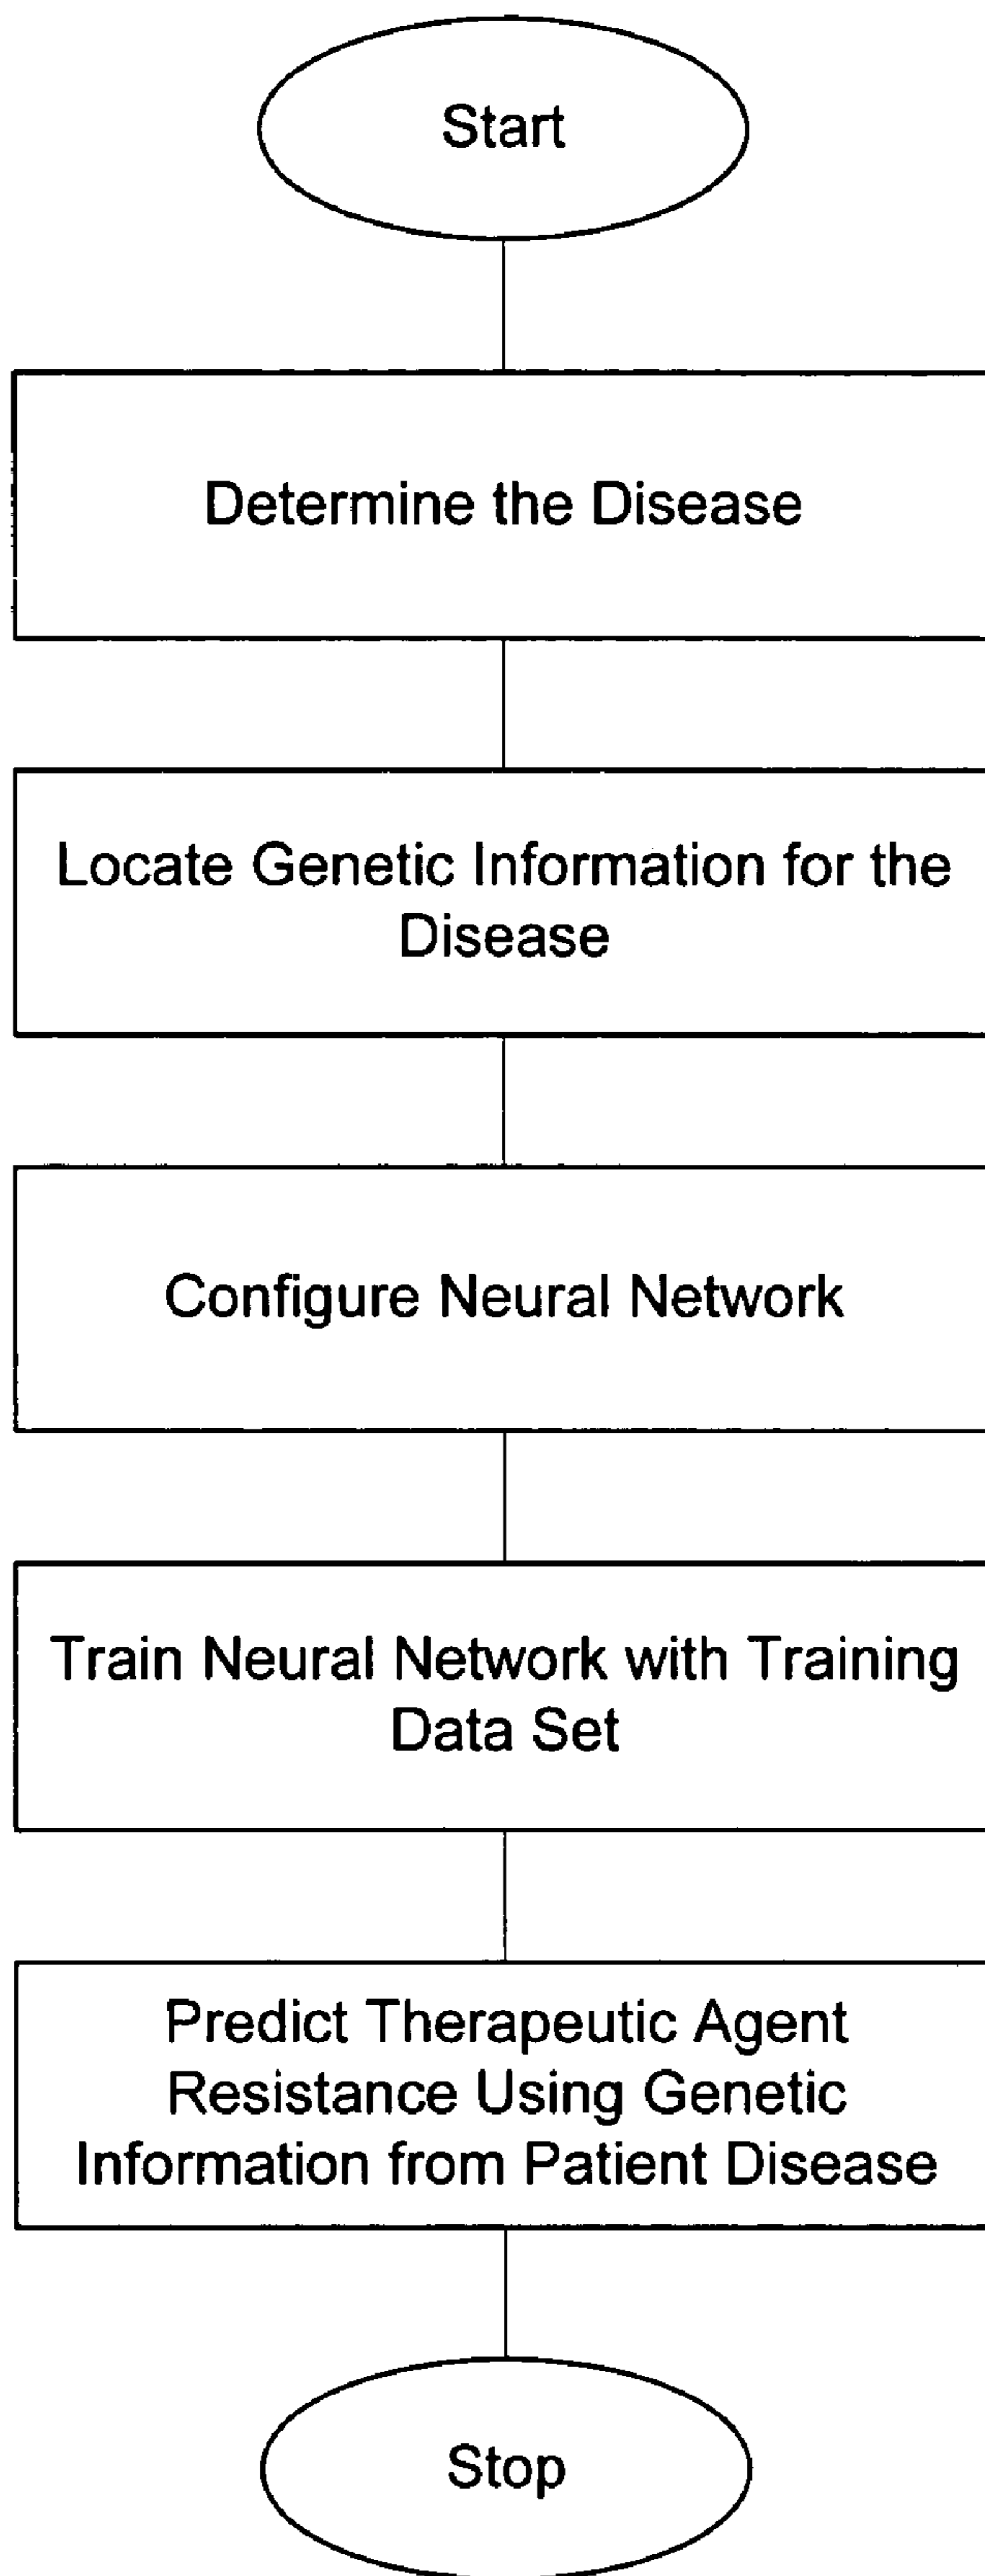 Start
Determine the Disease
Locate Genetic Information for the
Disease
Configure Neural Network
Train Neural Network with Training
Data Set
Predict Therapeutic Agent
Resistance Using Genetic
Information from Patient Disease
Stop